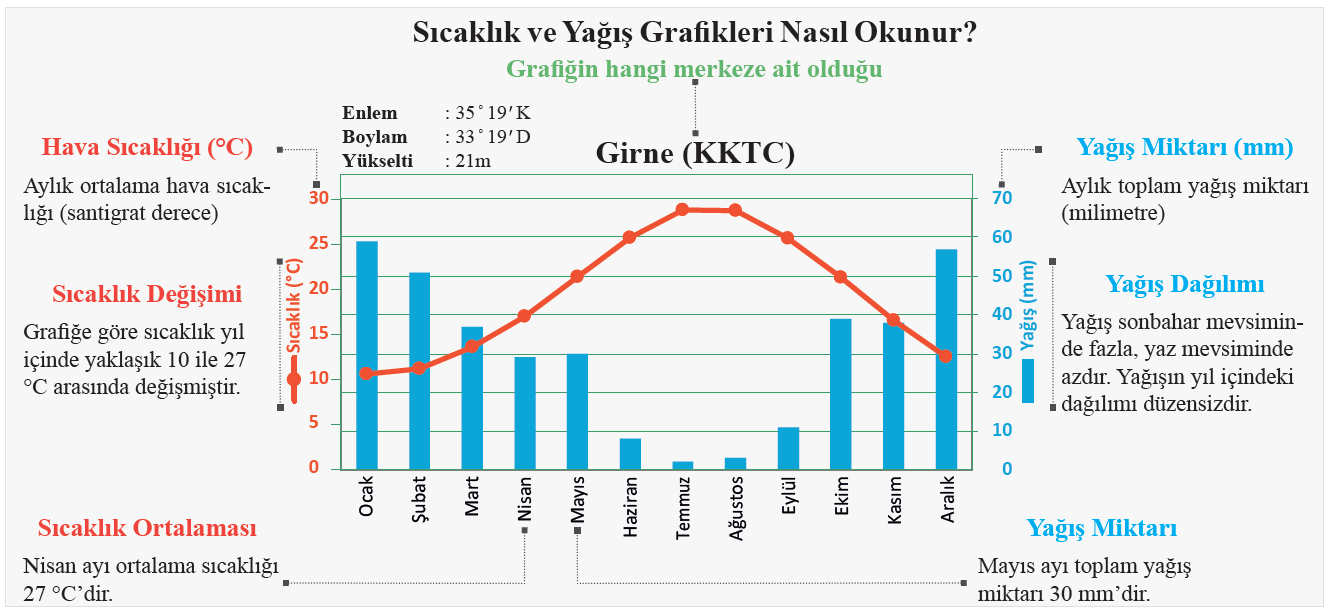 Sıcaklık ve Yağış Grafikleri Nasıl Okunur?
Grafiğin hangi merkeze ait olduğu
Enlem : 35˚19′K
Boylam : 33˚19′D
Yükselti : 21m
Girne (KKTC)
Hava Sıcaklığı (°C)
Aylık ortalama hava sıcak-
lığı (santigrat derece)
Sıcaklık Değişimi
Grafiğe göre sıcaklık yıl
içinde yaklaşık 10 ile 27
°C arasında değişmiştir.
30
25
20
15
10
5
0
Sıcaklık (°C)
70
60
50
40
30
20
10
0
Yağış (mm)
Yağış Miktarı (mm)
Aylık toplam yağış miktarı
(milimetre)
Yağış Dağılımı
Yağış sonbahar mevsimin-
de fazla, yaz mevsiminde
azdır. Yağışın yıl içindeki
dağılımı düzensizdir.
Ocak
Şubat
Mart
Nisan
Mayıs
Haziran
Temmuz
Ağustos
Eylül
Ekim
Kasım
Aralık
Sıcaklık Ortalaması
Nisan ayı ortalama sıcaklığı
27 °C’dir.
Yağış Miktarı
Mayıs ayı toplam yağış
miktarı 30 mm’dir.